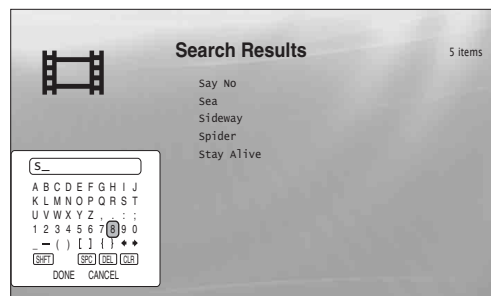 Search Results
5 items
Say No
Sea
Sideway
Spider
Stay Alive
S_
A B C D E F G H I J
K L M N O P Q R S T
U V W X Y Z , . : ;
1 2 3 4 5 6 7 8 9 0
_ — ( ) [ ] { }
SHFT SPC DEL CLR
DONE CANCEL